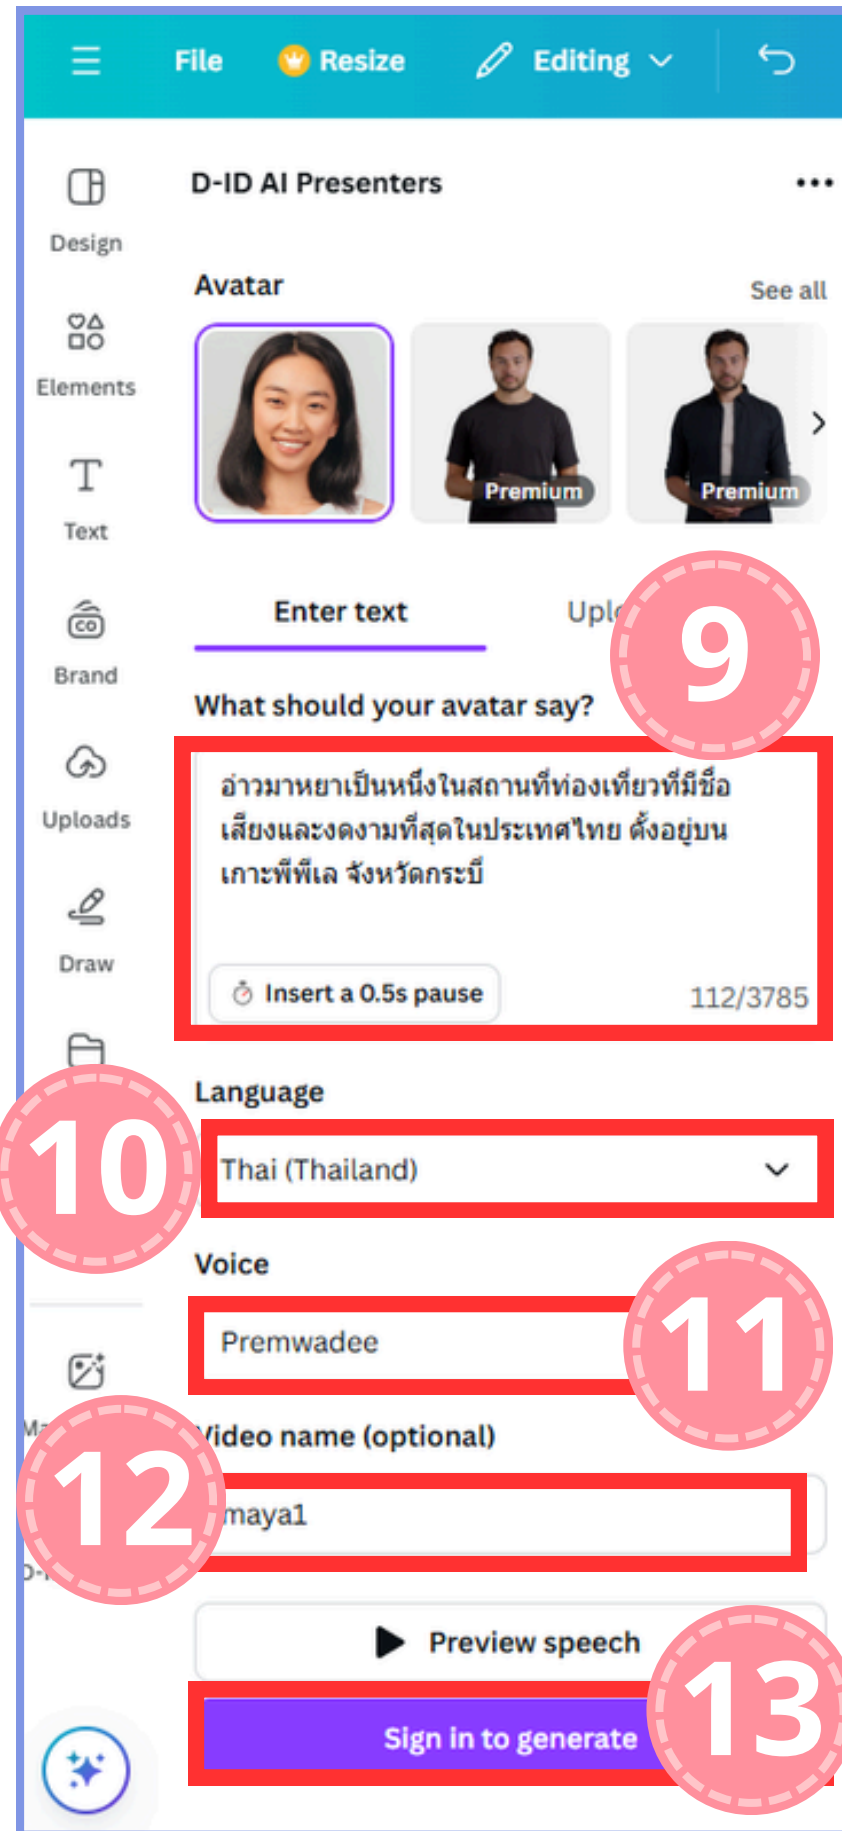 File
Resize
Editing
D-ID AI Presenters
Design
Avatar
See all
Elements
Premium
Premium
Text
Enter text
9
Brand
What should your avatar say?
Uploads
อ่าวมาหยาเป็นหนึ่งในสถานที่ท่องเที่ยวที่มีชื่อ
เสียงและงดงามที่สุดในประเทศไทย ตั้งอยู่บน
เกาะพีพีเล จังหวัดกระบี่
Draw
Insert a 0.5s pause
112/3785
Language
10
Thai (Thailand)
Voice
11
Premwadee
Video name (optional)
12
maya1
Preview speech
13
Sign in to generate